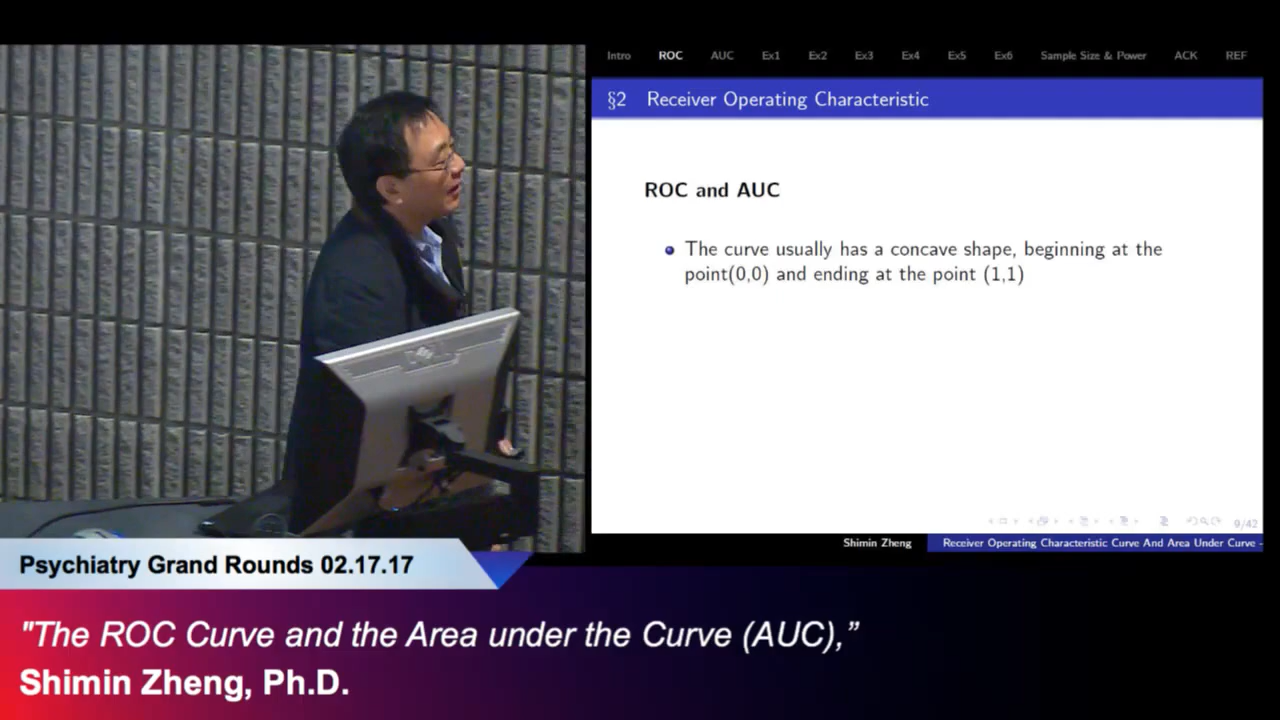 Intro ROC AUC Ex1 Ex2 Ex3 Ex4 Ex5 Ex6 Sample Size & Power ACK REF
§2 Receiver Operating Characteristic
ROC and AUC
The curve usually has a concave shape, beginning at the
point(0,0) and ending at the point (1,1)
9/42
Shimin Zheng Receiver Operating Characteristic Curve And Area Under Curve -
Psychiatry Grand Rounds 02.17.17
"The ROC Curve and the Area under the Curve (AUC),”
Shimin Zheng, Ph.D.